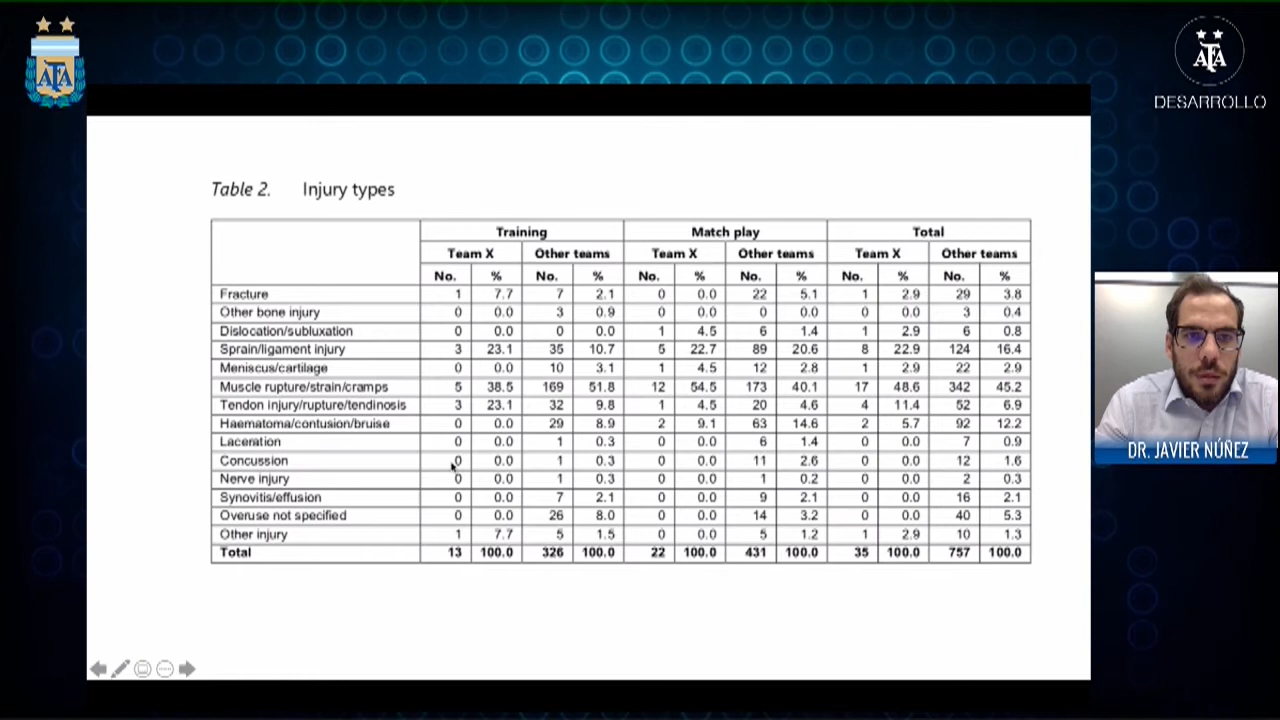 AFA
AFA
DESARROLLO
Table 2. Injury types
Training Match play Total
Team X Other teams Team X Other teams Team X Other teams
No. % No. % No. % No. % No. % No. %
Fracture 1 7.7 7 2.1 0 0.0 22 5.1 1 2.9 29 3.8
Other bone injury 0 0.0 3 0.9 0 0.0 0 0.0 0 0.0 3 0.4
Dislocation/subluxation 0 0.0 0 0.0 1 4.5 6 1.4 1 2.9 6 0.8
Sprain/ligament injury 3 23.1 35 10.7 5 22.7 89 20.6 8 22.9 124 16.4
Meniscus/cartilage 0 0.0 10 3.1 1 4.5 12 2.8 1 2.9 22 2.9
Muscle rupture/strain/cramps 5 38.5 169 51.8 12 54.5 173 40.1 17 48.6 342 45.2
Tendon injury/rupture/tendinosis 3 23.1 32 9.8 1 4.5 20 4.6 4 11.4 52 6.9
Haematoma/contusion/bruise 0 0.0 29 8.9 2 9.1 63 14.6 2 5.7 92 12.2
Laceration 0 0.0 1 0.3 0 0.0 6 1.4 0 0.0 7 0.9
Concussion 0 0.0 1 0.3 0 0.0 11 2.6 0 0.0 12 1.6
Nerve injury 0 0.0 1 0.3 0 0.0 1 0.2 0 0.0 2 0.3
Synovitis/effusion 0 0.0 7 2.1 0 0.0 9 2.1 0 0.0 16 2.1
Overuse not specified 0 0.0 26 8.0 0 0.0 14 3.2 0 0.0 40 5.3
Other injury 1 7.7 5 1.5 0 0.0 5 1.2 1 2.9 10 1.3
Total 13 100.0 326 100.0 22 100.0 431 100.0 35 100.0 757 100.0
DR. JAVIER NÚÑEZ